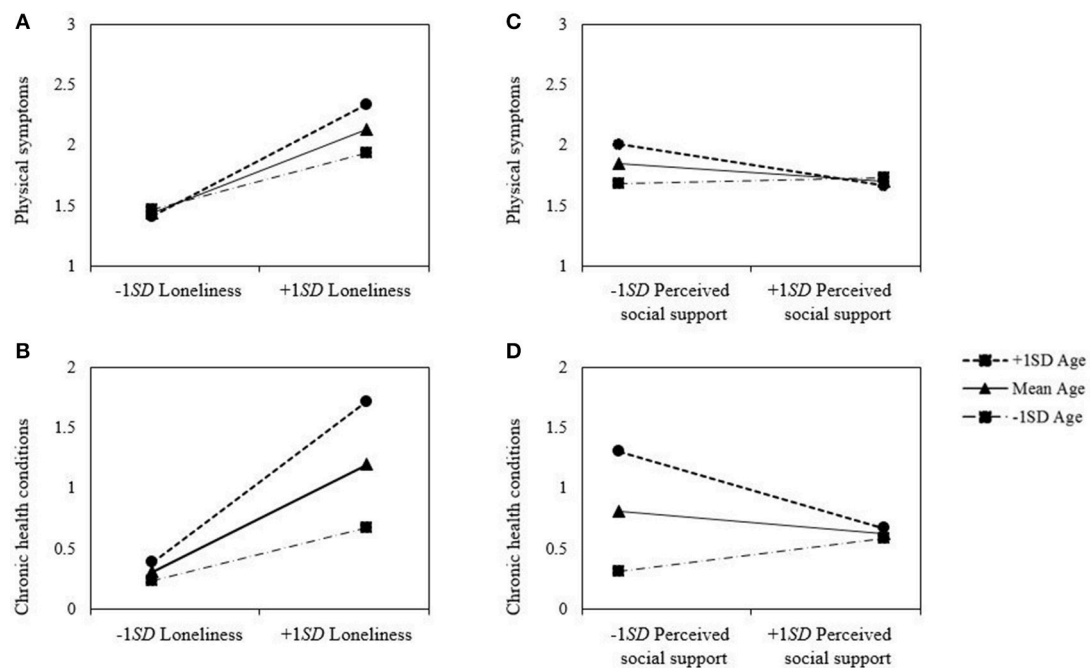 A
Physical symptoms
3
2.5
2
1.5
1
-1SD Loneliness
+1SD Loneliness
C
Physical symptoms
3
2.5
2
1.5
1
-1SD Perceived
social support
+1SD Perceived
social support
B
Chronic health conditions
2
1.5
1
0.5
0
-1SD Loneliness
+1SD Loneliness
D
Chronic health conditions
2
1.5
1
0.5
0
-1SD Perceived
social support
+1SD Perceived
social support
+1SD Age
Mean Age
-1SD Age